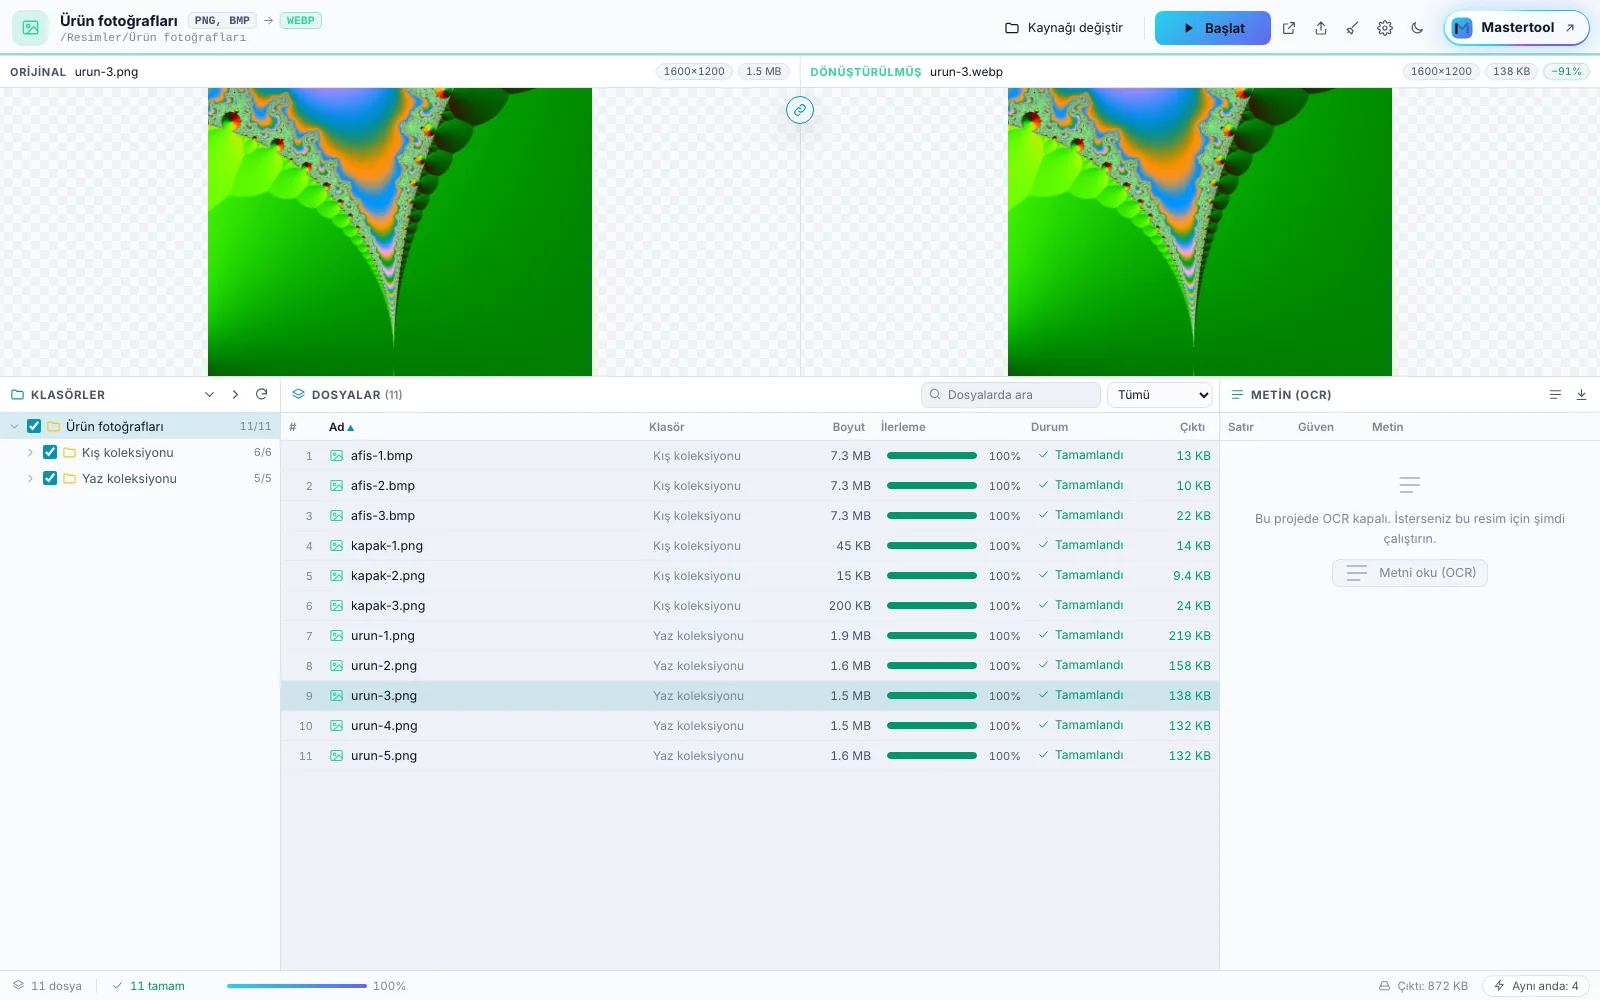 Ürün fotoğrafları PNG, BMP → WEBP
/Resimler/Ürün fotoğrafları
Kaynağı değiştir
Başlat
Mastertool
ORİJİNAL urun-3.png 1600×1200 1.5 MB
DÖNÜŞTÜRÜLMÜŞ urun-3.webp 1600×1200 138 KB −91%
KLASÖRLER
Ürün fotoğrafları 11/11
Kış koleksiyonu 6/6
Yaz koleksiyonu 5/5
DOSYALAR (11) Dosyalarda ara Tümü
# Ad Klasör Boyut İlerleme Durum Çıktı
1 afis-1.bmp Kış koleksiyonu 7.3 MB 100% Tamamlandı 13 KB
2 afis-2.bmp Kış koleksiyonu 7.3 MB 100% Tamamlandı 10 KB
3 afis-3.bmp Kış koleksiyonu 7.3 MB 100% Tamamlandı 22 KB
4 kapak-1.png Kış koleksiyonu 45 KB 100% Tamamlandı 14 KB
5 kapak-2.png Kış koleksiyonu 15 KB 100% Tamamlandı 9.4 KB
6 kapak-3.png Kış koleksiyonu 200 KB 100% Tamamlandı 24 KB
7 urun-1.png Yaz koleksiyonu 1.9 MB 100% Tamamlandı 219 KB
8 urun-2.png Yaz koleksiyonu 1.6 MB 100% Tamamlandı 158 KB
9 urun-3.png Yaz koleksiyonu 1.5 MB 100% Tamamlandı 138 KB
10 urun-4.png Yaz koleksiyonu 1.5 MB 100% Tamamlandı 132 KB
11 urun-5.png Yaz koleksiyonu 1.6 MB 100% Tamamlandı 132 KB
METİN (OCR)
Satır Güven Metin
Bu projede OCR kapalı. İsterseniz bu resim için şimdi
çalıştırın.
Metni oku (OCR)
11 dosya 11 tamam 100% Çıktı: 872 KB Aynı anda: 4